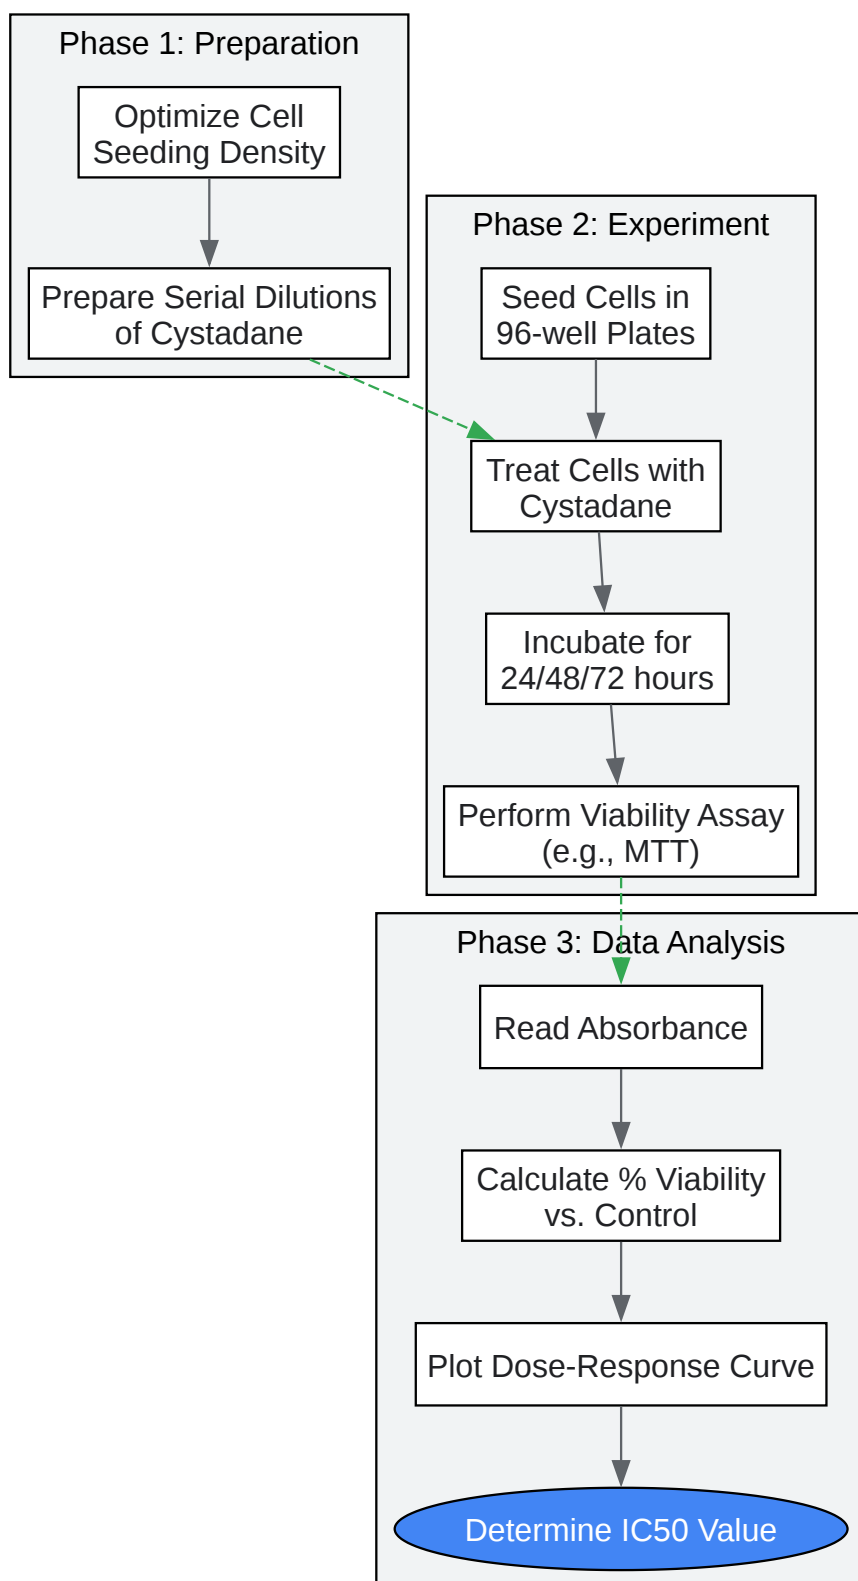 Phase 1: Preparation
Optimize Cell
Seeding Density
Prepare Serial Dilutions
of Cystadane
Phase 2: Experiment
Seed Cells in
96-well Plates
Treat Cells with
Cystadane
Incubate for
24/48/72 hours
Perform Viability Assay
(e.g., MTT)
Phase 3: Data Analysis
Read Absorbance
Calculate % Viability
vs. Control
Plot Dose-Response Curve
Determine IC50 Value